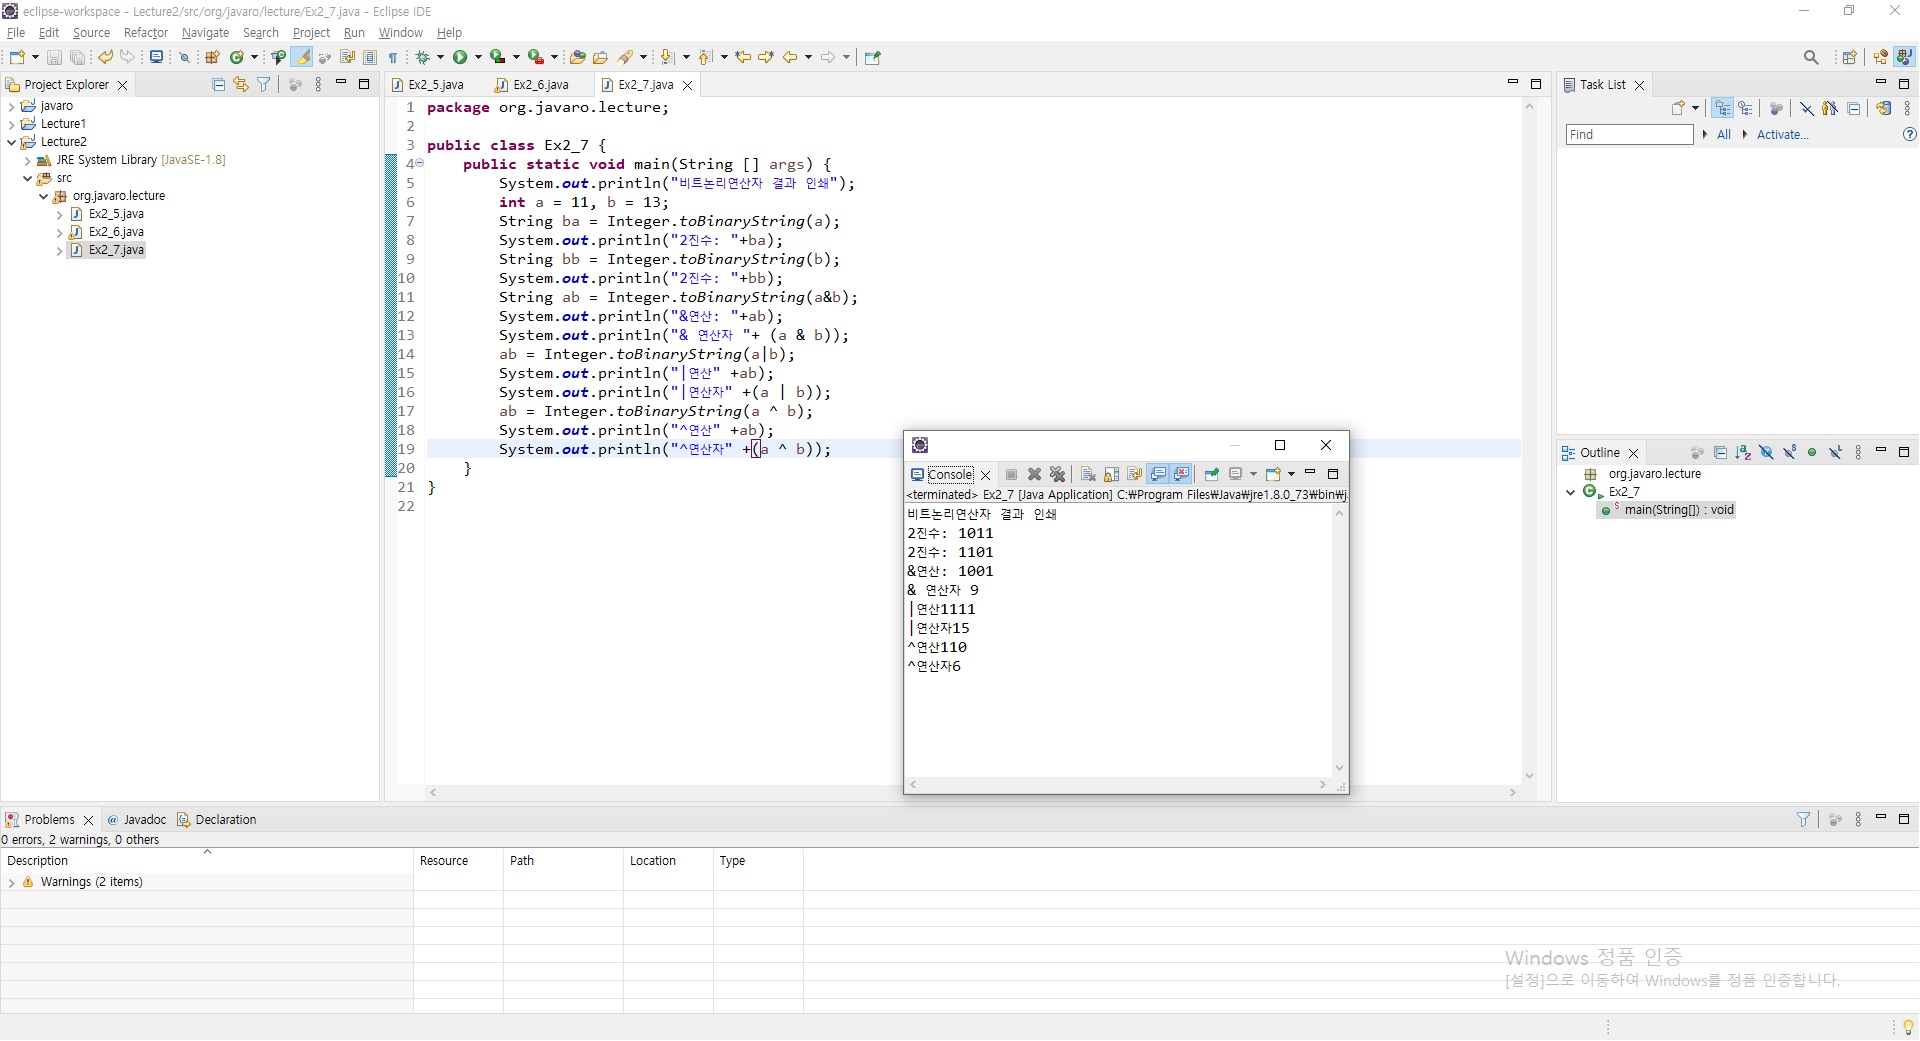 eclipse-workspace - Lecture2/src/org/javaro/lecture/Ex2_7.java - Eclipse IDE
File Edit Source Refactor Navigate Search Project Run Window Help
Project Explorer
javaro
Lecture1
Lecture2
JRE System Library [JavaSE-1.8]
src
org.javaro.lecture
Ex2_5.java
Ex2_6.java
Ex2_7.java
Ex2_5.java Ex2_6.java Ex2_7.java
1 package org.javaro.lecture;
2
3 public class Ex2_7 {
4 public static void main(String [] args) {
5 System.out.println("비트논리연산자 결과 인쇄");
6 int a = 11, b = 13;
7 String ba = Integer.toBinaryString(a);
8 System.out.println("2진수: "+ba);
9 String bb = Integer.toBinaryString(b);
10 System.out.println("2진수: "+bb);
11 String ab = Integer.toBinaryString(a&b);
12 System.out.println("&연산: "+ab);
13 System.out.println("& 연산자 "+ (a & b));
14 ab = Integer.toBinaryString(a|b);
15 System.out.println("|연산" +ab);
16 System.out.println("|연산자" +(a | b));
17 ab = Integer.toBinaryString(a ^ b);
18 System.out.println("^연산" +ab);
19 System.out.println("^연산자" +(a ^ b));
20 }
21 }
22
Console
<terminated> Ex2_7 [Java Application] C:₩Program Files₩Java₩jre1.8.0_73₩bin₩j
비트논리연산자 결과 인쇄
2진수: 1011
2진수: 1101
&연산: 1001
& 연산자 9
|연산1111
|연산자15
^연산110
^연산자6
Task List
Find All Activate...
Outline
org.javaro.lecture
Ex2_7
main(String[]) : void
Problems Javadoc Declaration
0 errors, 2 warnings, 0 others
Description Resource Path Location Type
Warnings (2 items)
Windows 정품 인증
[설정]으로 이동하여 Windows를 정품 인증합니다.